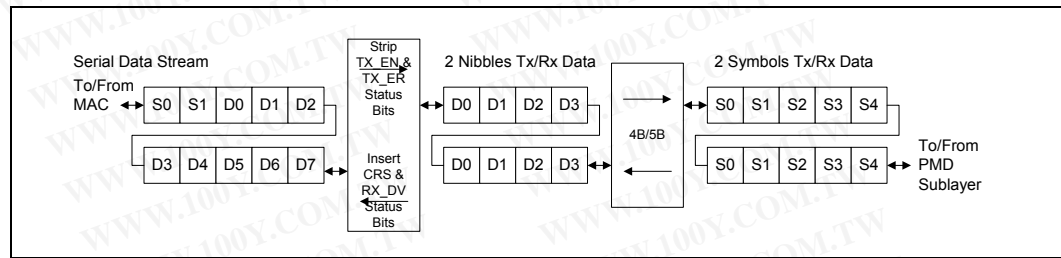 Serial Data Stream
To/From
MAC
S0 S1 D0 D1 D2
D3 D4 D5 D6 D7
Strip
TX_EN &
TX_ER
Status
Bits
Insert
CRS &
RX_DV
Status
Bits
2 Nibbles Tx/Rx Data
D0 D1 D2 D3
D0 D1 D2 D3
4B/5B
2 Symbols Tx/Rx Data
S0 S1 S2 S3 S4
S0 S1 S2 S3 S4
To/From
PMD
Sublayer
WWW.100Y.COM.TW